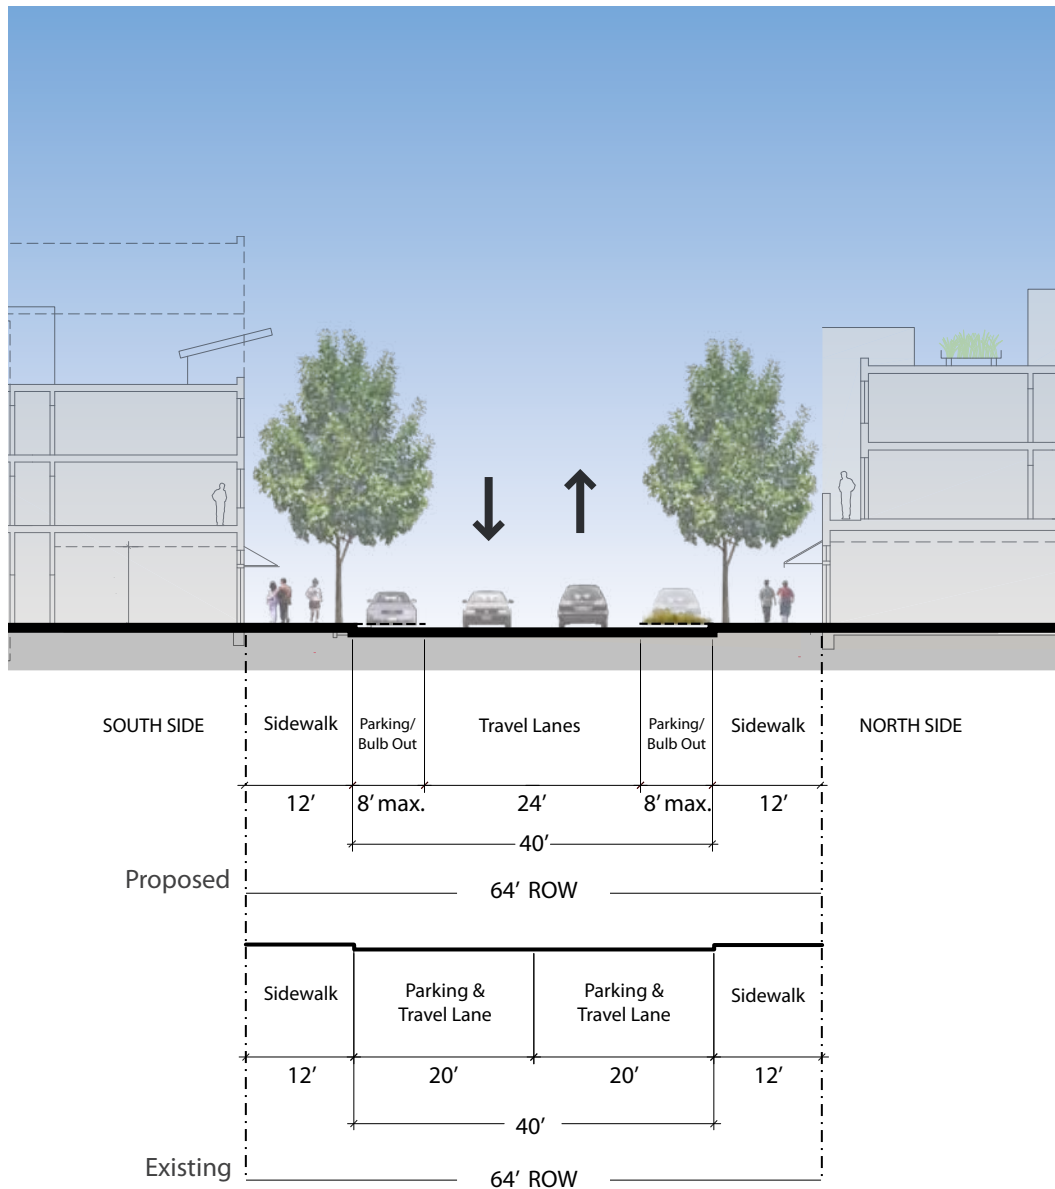 SOUTH SIDE
Sidewalk
Parking/
Bulb Out
Travel Lanes
Parking/
Bulb Out
Sidewalk
NORTH SIDE
12’
8’ max.
24’
8’ max.
12’
40’
Proposed
64’ ROW
Sidewalk
Parking &
Travel Lane
Parking &
Travel Lane
Sidewalk
12’
20’
20’
12’
40’
Existing
64’ ROW